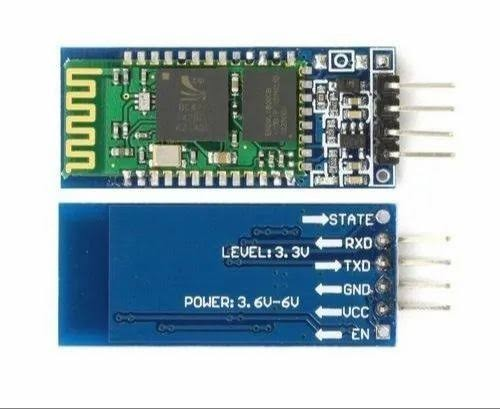 STATE
RXD
LEVEL: 3.3V
TXD
GND
POWER: 3.6V-6V
VCC
EN